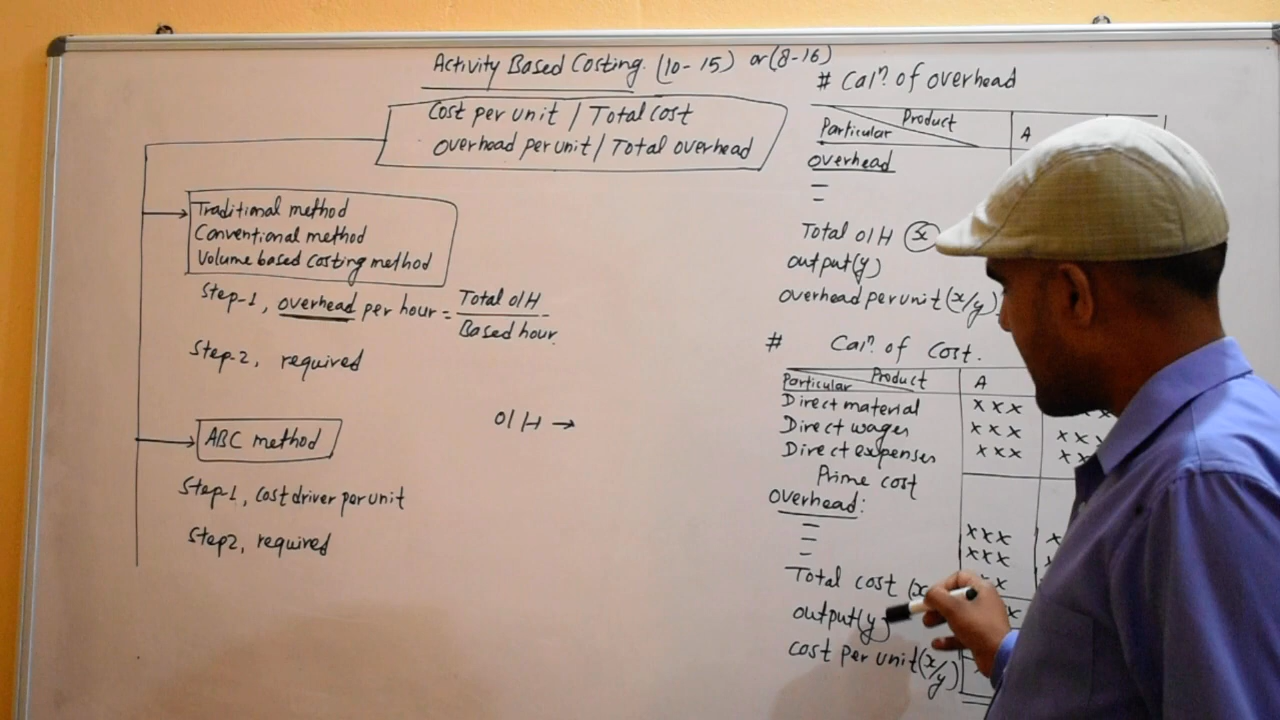 Activity Based Costing. (10-15) or (8-16)
Cost per unit / Total cost
overhead per unit / Total overhead
Traditional method
Conventional method
Volume based costing method
Step-1, overhead per hour = Total O/H / Based hour
Step-2, required
ABC method
O/H →
Step-1, cost driver per unit
Step2, required
# Calⁿ. of overhead
Particular Product A
overhead
Total O/H (x)
output(y)
overhead per unit (x/y)
# Calⁿ. of Cost.
Particular Product A
Direct material xxx
Direct wages xxx xx
Direct expenses xxx xx
Prime cost
overhead:
xxx x
xxx
xx
Total cost (x
output(y)
cost per unit (x/y)